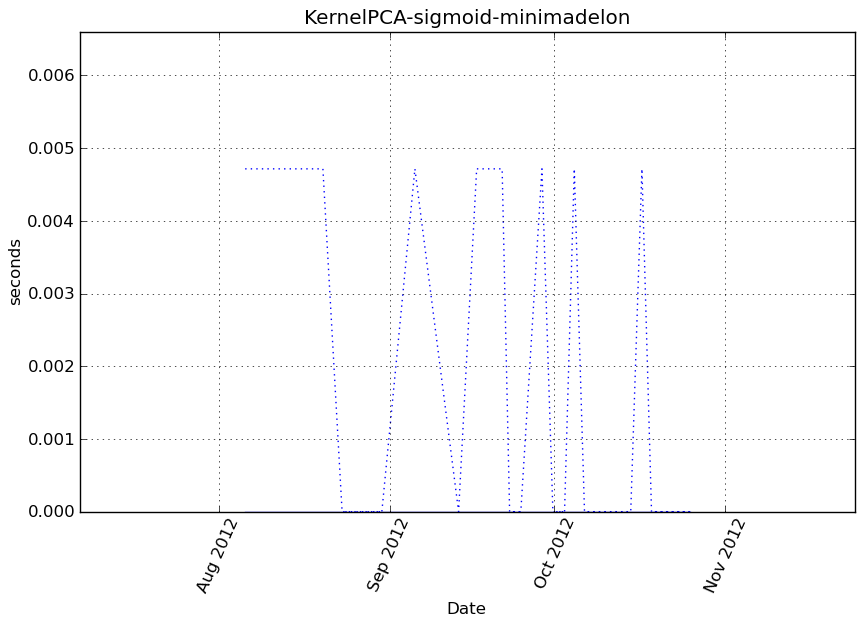 KernelPCA-sigmoid-minimadelon
0.006
0.005
0.004
0.003
0.002
0.001
0.000
seconds
Aug 2012
Sep 2012
Oct 2012
Nov 2012
Date